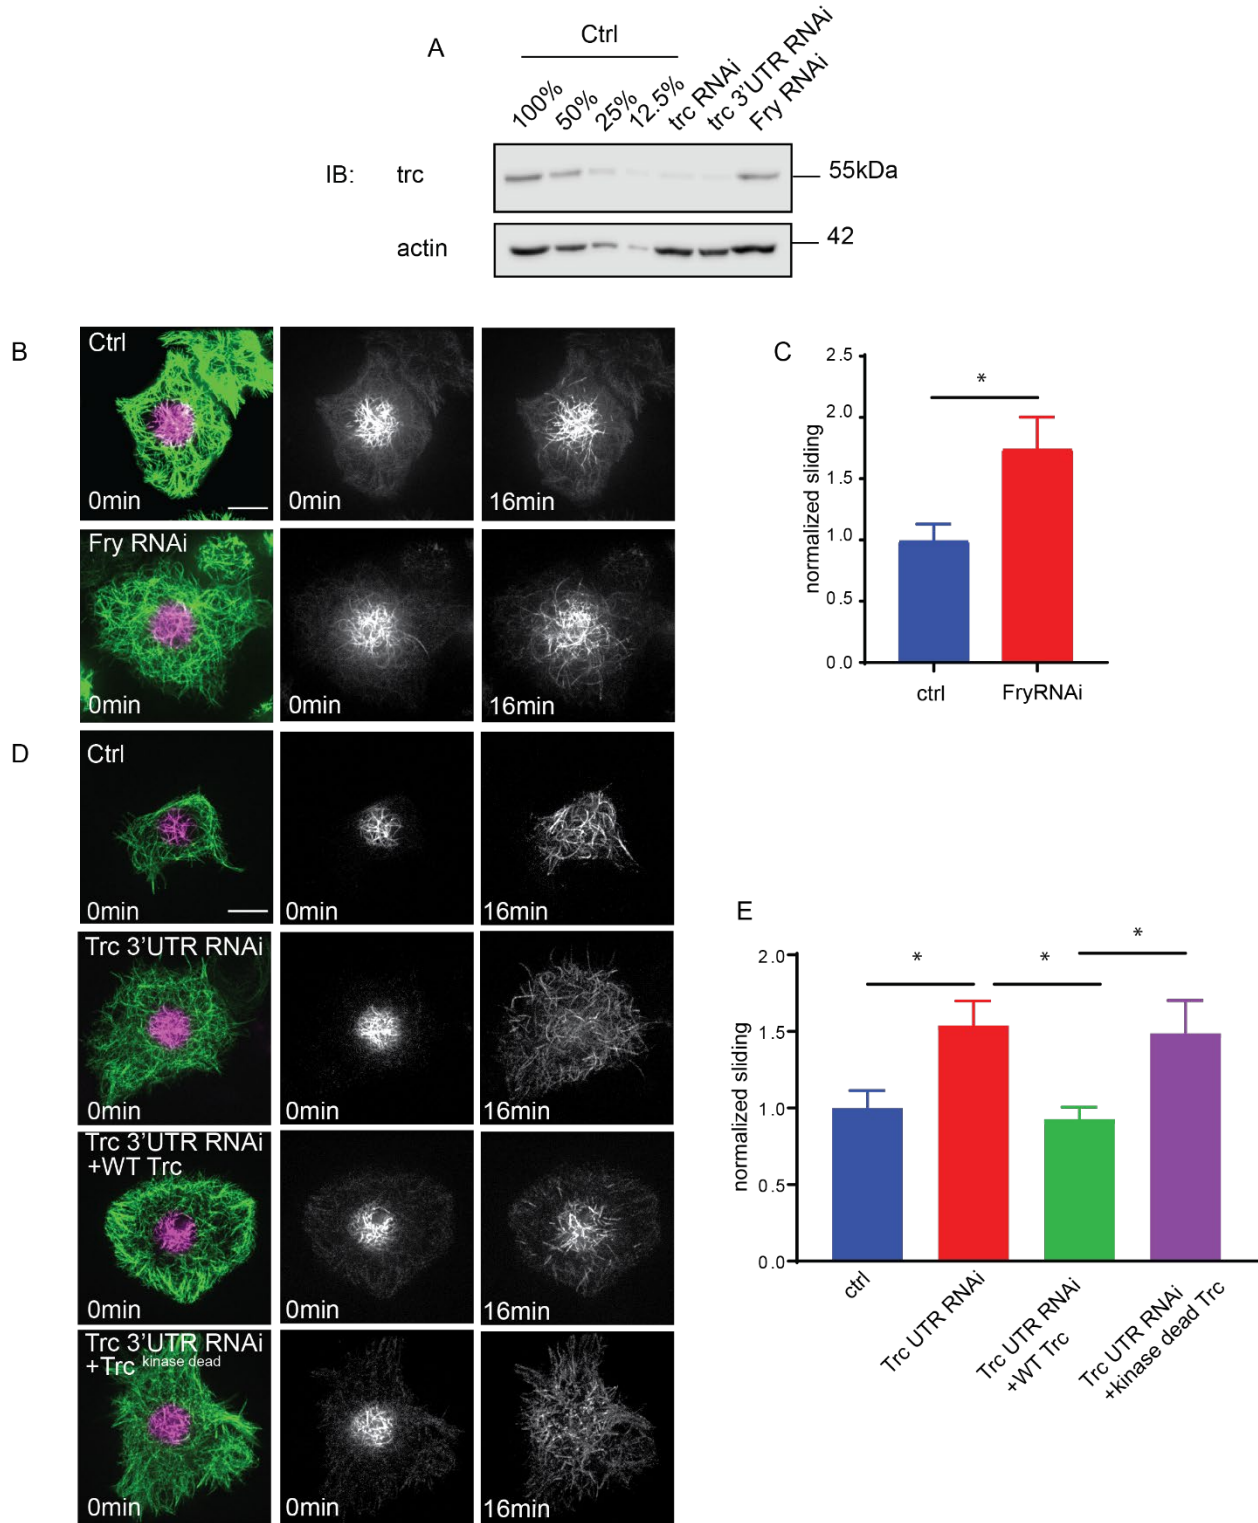 A
Ctrl
100%
50%
25%
12.5%
trc RNAi
trc 3'UTR RNAi
Fry RNAi
IB:
trc
55kDa
actin
42
B
Ctrl
0min
0min
16min
Fry RNAi
0min
0min
16min
C
2.5
2.0
1.5
1.0
0.5
0.0
normalized sliding
*
ctrl
FryRNAi
D
Ctrl
0min
0min
16min
Trc 3'UTR RNAi
0min
0min
16min
Trc 3'UTR RNAi
+WT Trc
0min
0min
16min
Trc 3'UTR RNAi
+Trc kinase dead
0min
0min
16min
E
2.0
1.5
1.0
0.5
0.0
normalized sliding
*
*
*
ctrl
Trc UTR RNAi
Trc UTR RNAi
+WT Trc
Trc UTR RNAi
+kinase dead Trc